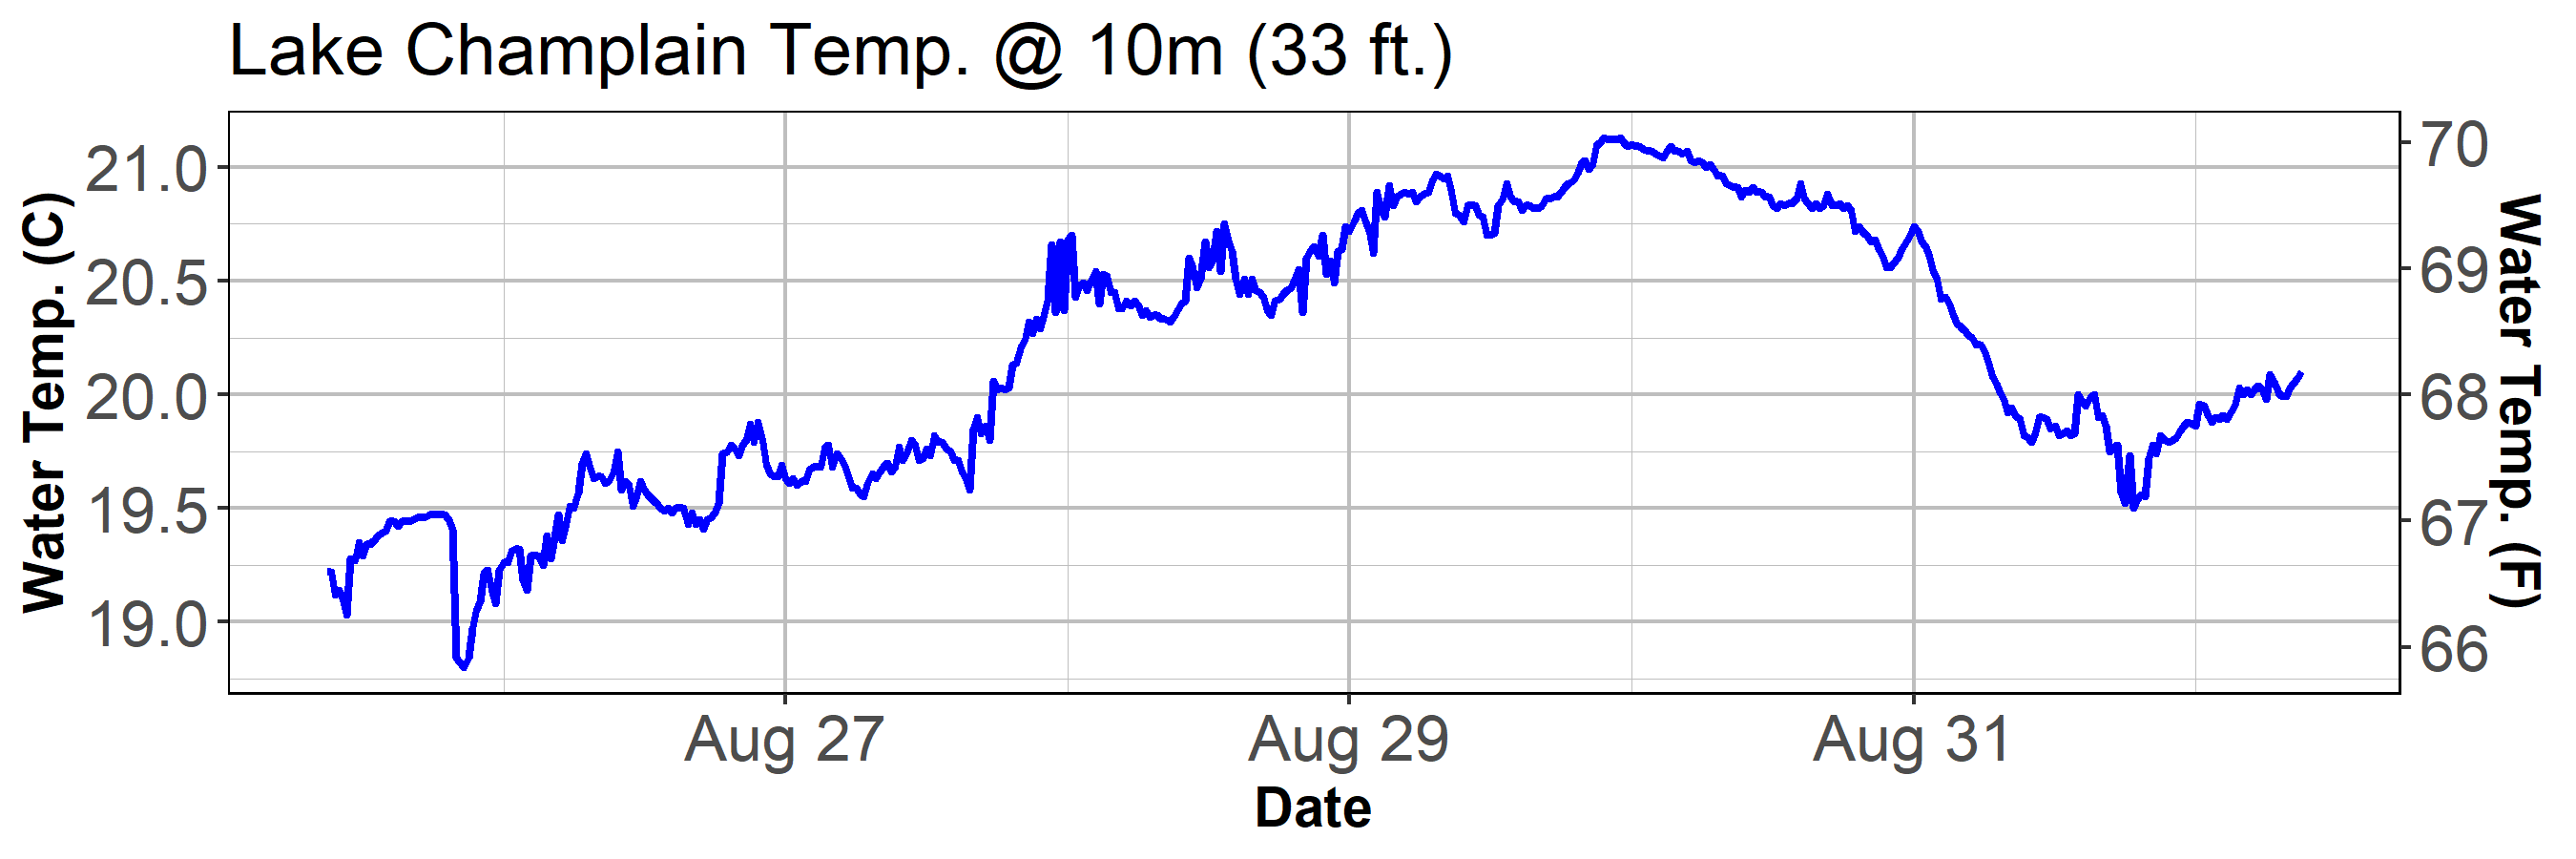 Lake Champlain Temp. @ 10m (33 ft.)
Water Temp. (C)
21.0
20.5
20.0
19.5
19.0
70
69
68
67
66
Water Temp. (F)
Aug 27 Aug 29 Aug 31
Date